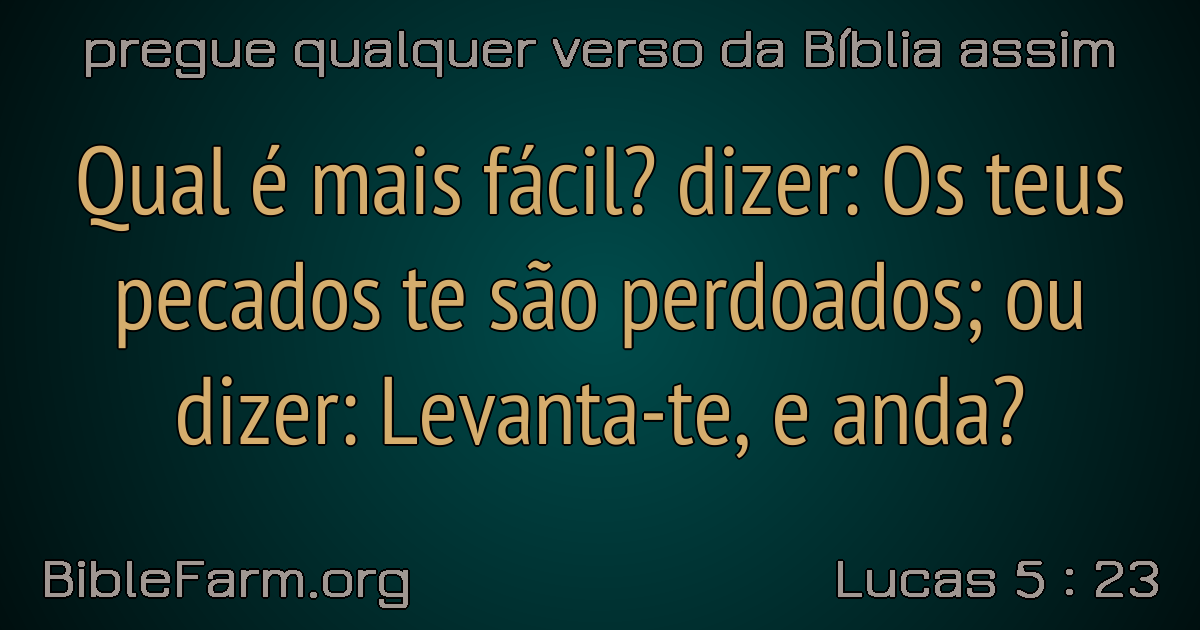 pregue qualquer verso da Bíblia assim
Qual é mais fácil? dizer: Os teus
pecados te são perdoados; ou
dizer: Levanta-te, e anda?
BibleFarm.org
Lucas 5 : 23